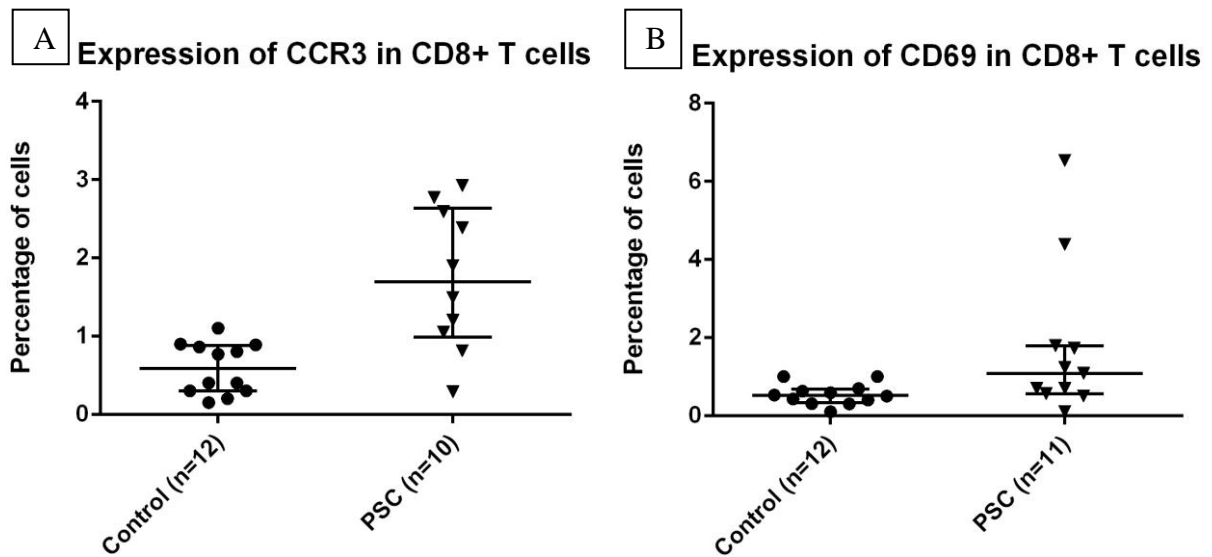 A
Expression of CCR3 in CD8+ T cells
Percentage of cells
4
3
2
1
0
Control (n=12)
PSC (n=10)
B
Expression of CD69 in CD8+ T cells
Percentage of cells
8
6
4
2
0
Control (n=12)
PSC (n=11)